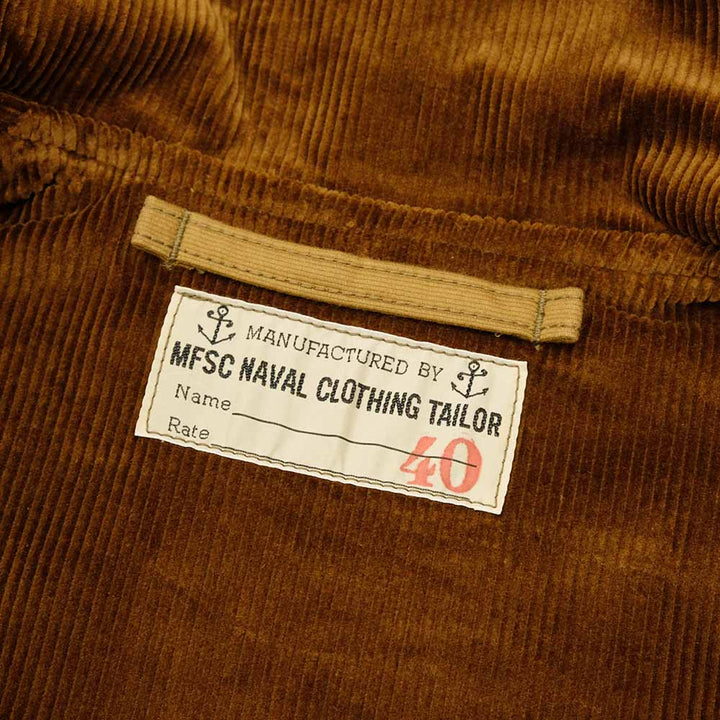 MANUFACTURED BY
MFSC NAVAL CLOTHING TAILOR
Name
Rate
40